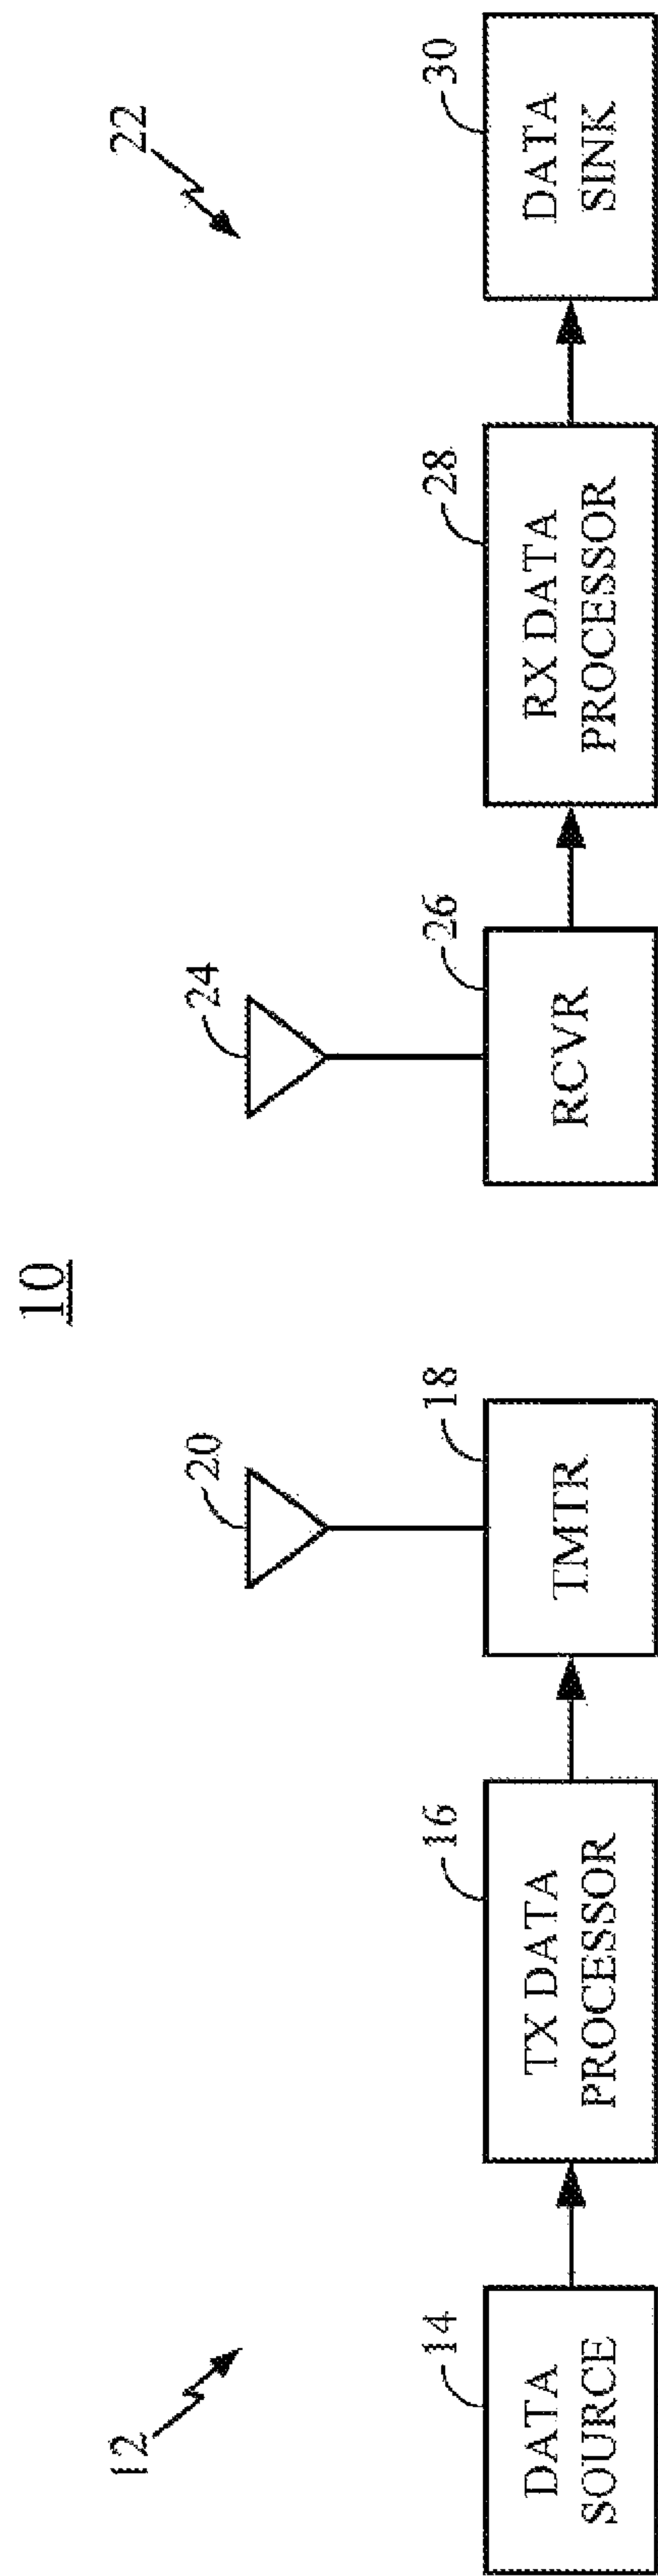 10
12
22
20
24
14
16
18
26
28
30
DATA
SOURCE
TX DATA
PROCESSOR
TMTR
RCVR
RX DATA
PROCESSOR
DATA
SINK